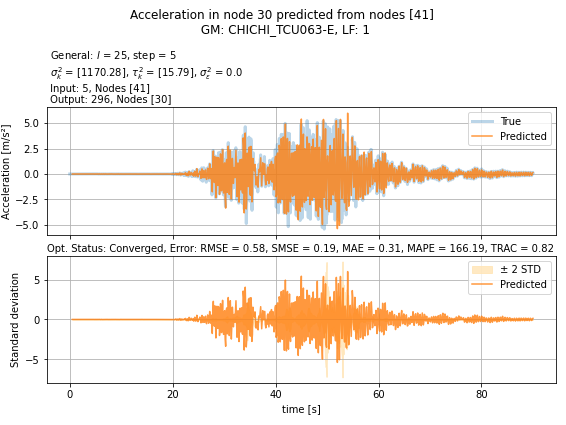 Acceleration in node 30 predicted from nodes [41]
GM: CHICHI_TCU063-E, LF: 1
General: l = 25, step = 5
σ²ₖ = [1170.28], τ²ₖ = [15.79], σ²_ε = 0.0
Input: 5, Nodes [41]
Output: 296, Nodes [30]
Acceleration [m/s²]
5.0
2.5
0.0
−2.5
−5.0
True
Predicted
Opt. Status: Converged, Error: RMSE = 0.58, SMSE = 0.19, MAE = 0.31, MAPE = 166.19, TRAC = 0.82
Standard deviation
5
0
−5
± 2 STD
Predicted
0 20 40 60 80
time [s]